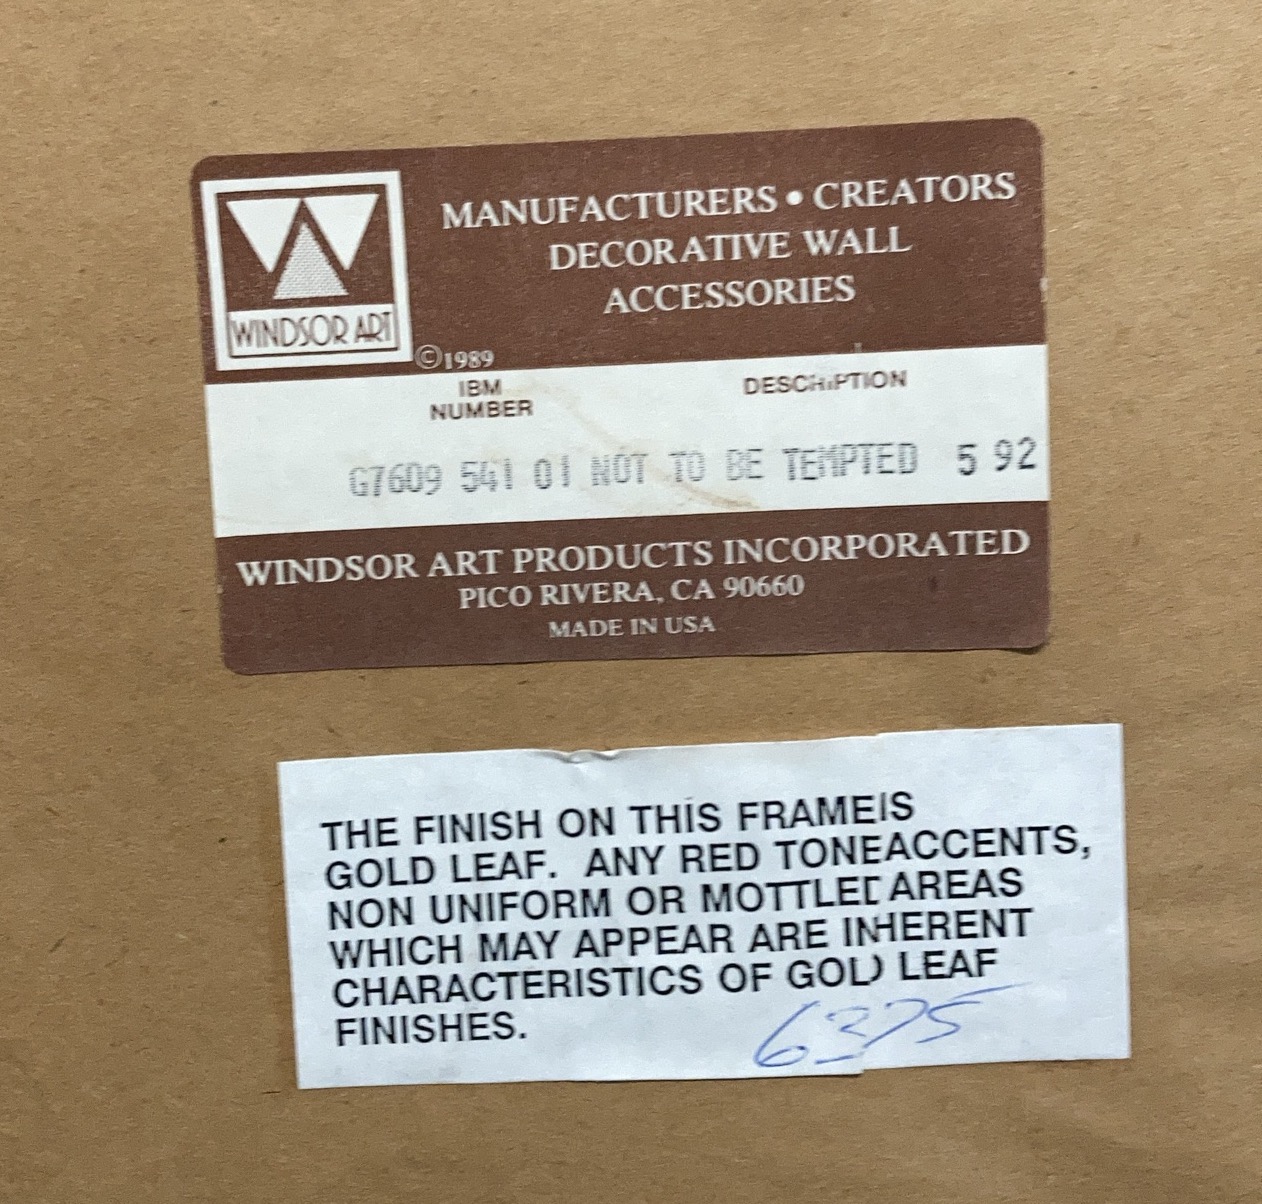 MANUFACTURERS • CREATORS
DECORATIVE WALL
ACCESSORIES
WINDSOR ART
©1989
IBM
NUMBER
DESCRIPTION
G7609 541 01 NOT TO BE TEMPTED 5 92
WINDSOR ART PRODUCTS INCORPORATED
PICO RIVERA, CA 90660
MADE IN USA
THE FINISH ON THIS FRAMEIS
GOLD LEAF. ANY RED TONEACCENTS,
NON UNIFORM OR MOTTLED AREAS
WHICH MAY APPEAR ARE INHERENT
CHARACTERISTICS OF GOLD LEAF
FINISHES.
6375